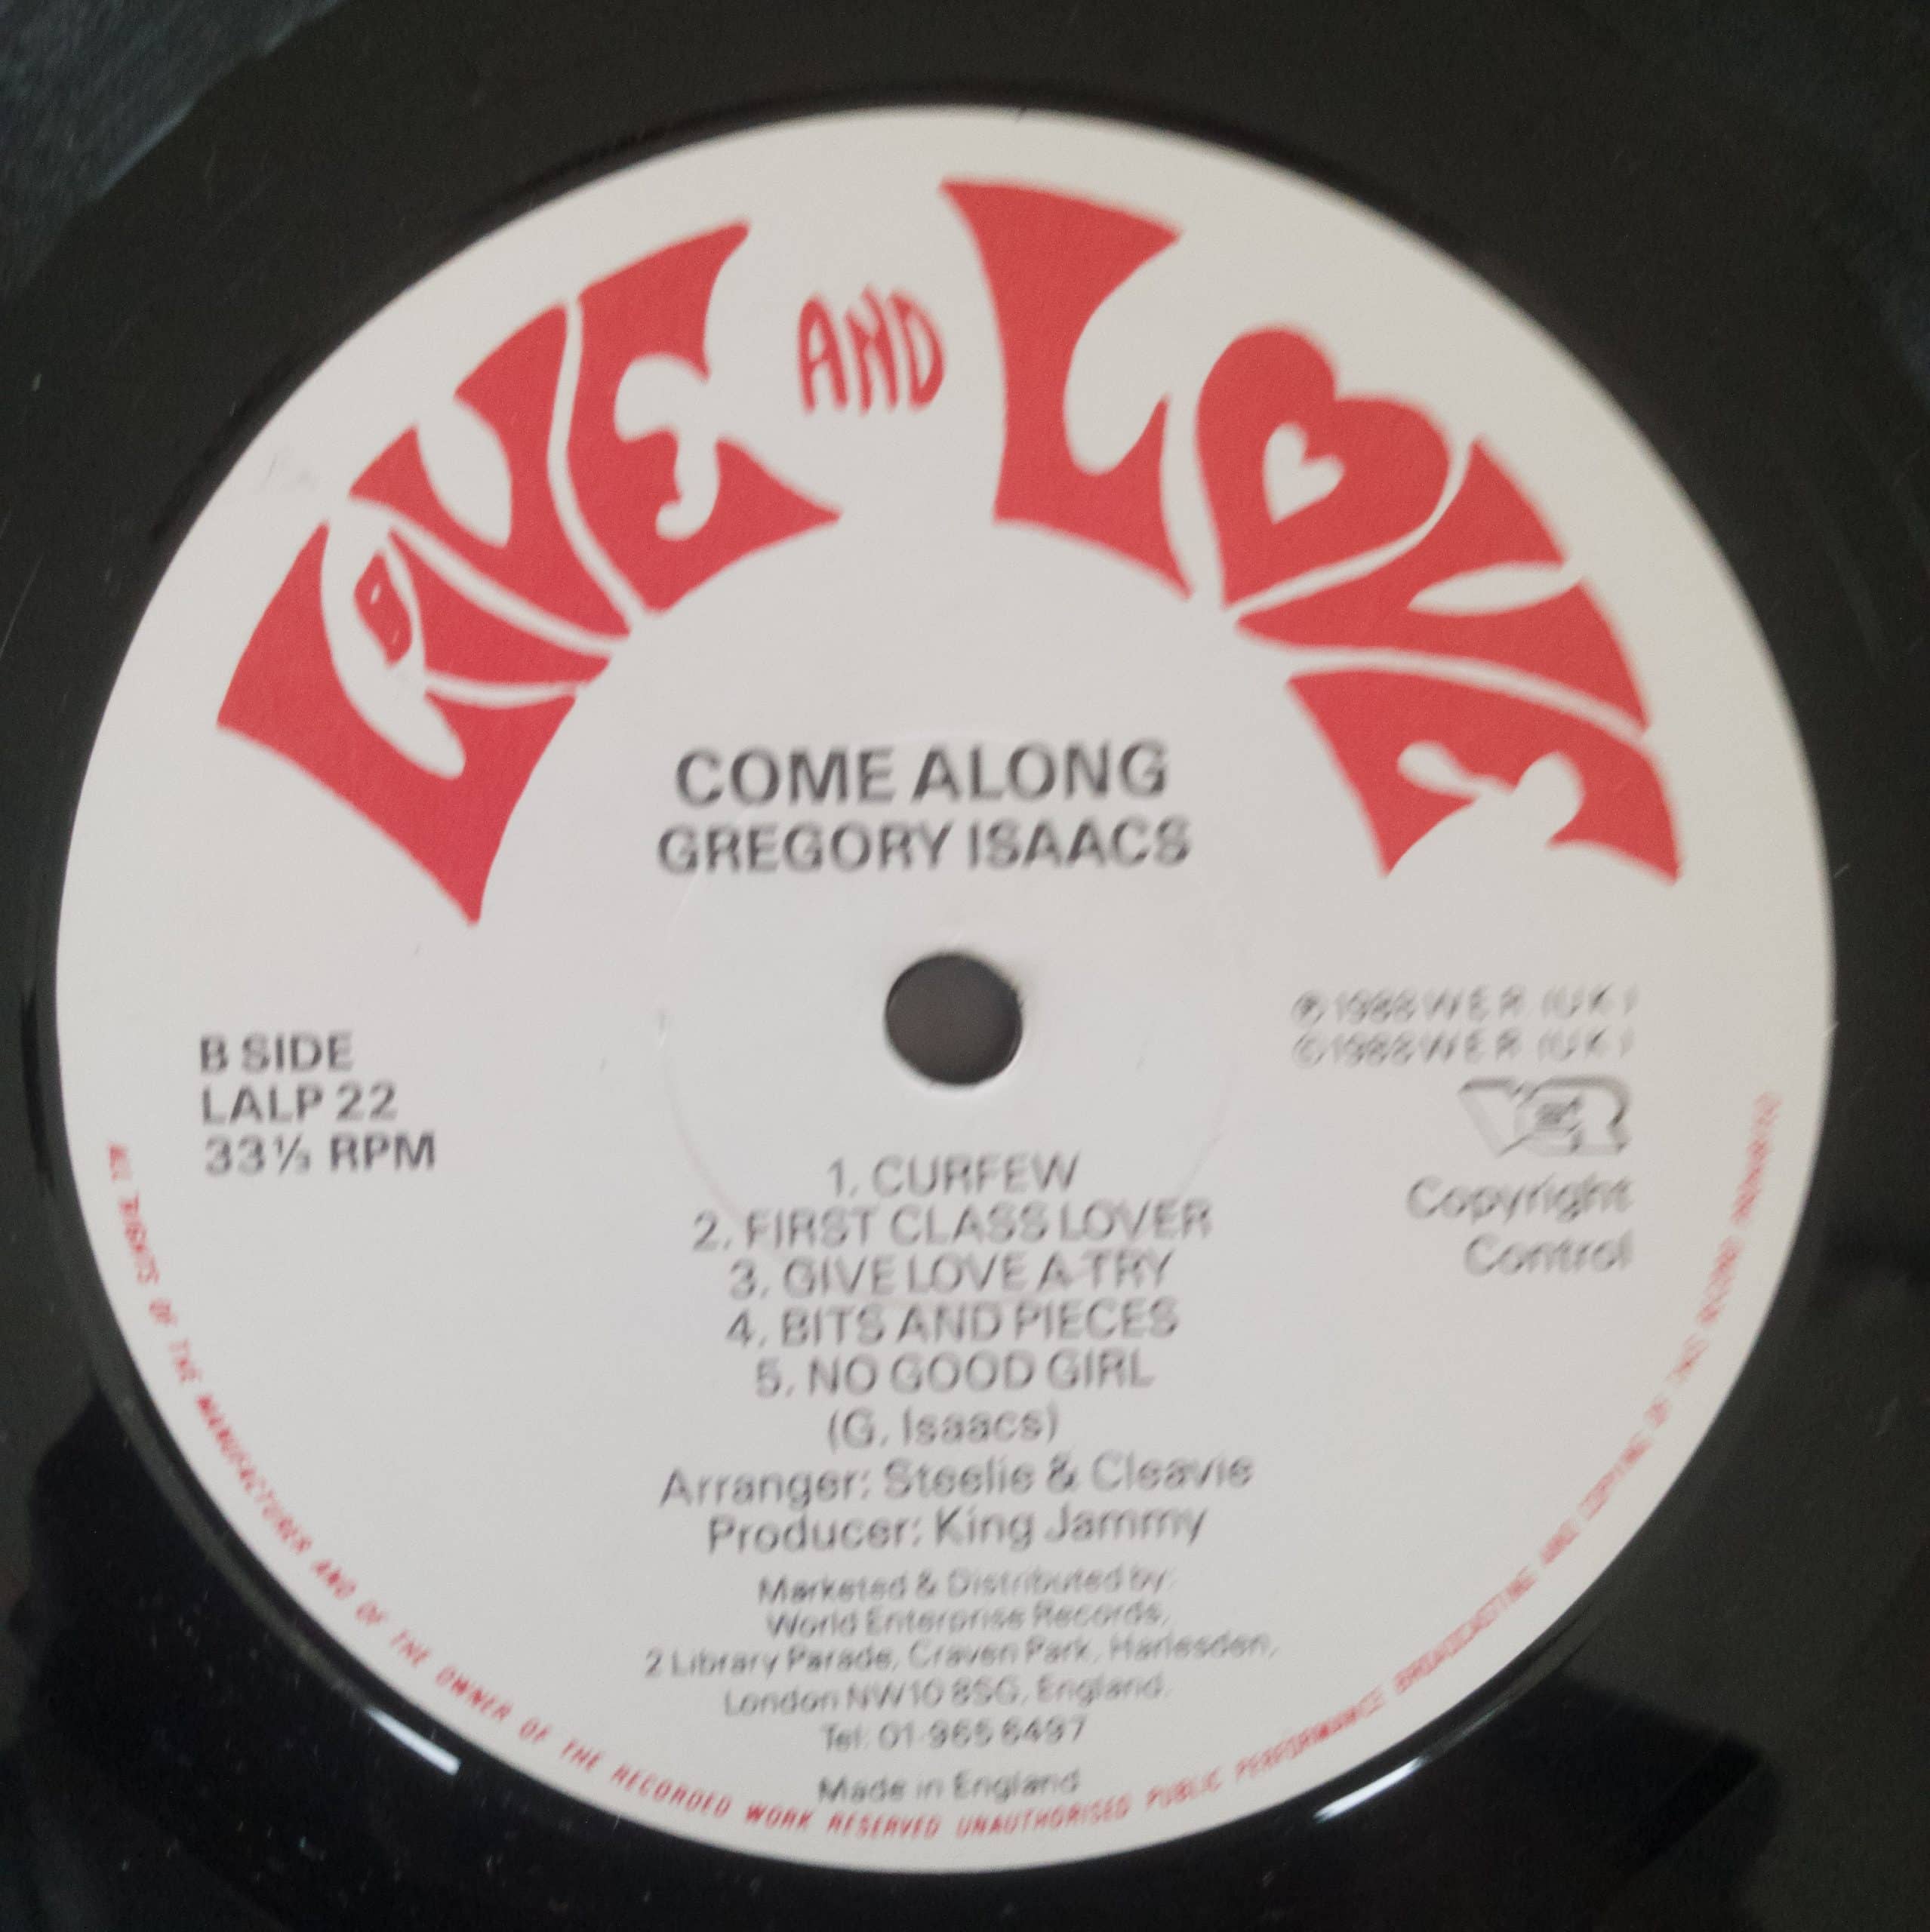 LIVE AND LOVE
COME ALONG
GREGORY ISAACS
B SIDE
LALP 22
33⅓ RPM
℗ 1988 W E R (U K)
© 1988 W E R (U K)
WER
Copyright
Control
1. CURFEW
2. FIRST CLASS LOVER
3. GIVE LOVE A TRY
4. BITS AND PIECES
5. NO GOOD GIRL
(G. Isaacs)
Arranger: Steelie & Cleavie
Producer: King Jammy
Marketed & Distributed by:
World Enterprise Records,
2 Library Parade, Craven Park, Harlesden,
London NW10 8SG, England.
Tel: 01-965 6497
Made in England
ALL RIGHTS OF THE MANUFACTURER AND OF THE OWNER OF THE RECORDED WORK RESERVED UNAUTHORISED PUBLIC PERFORMANCE BROADCASTING AND COPYING OF THIS RECORD PROHIBITED